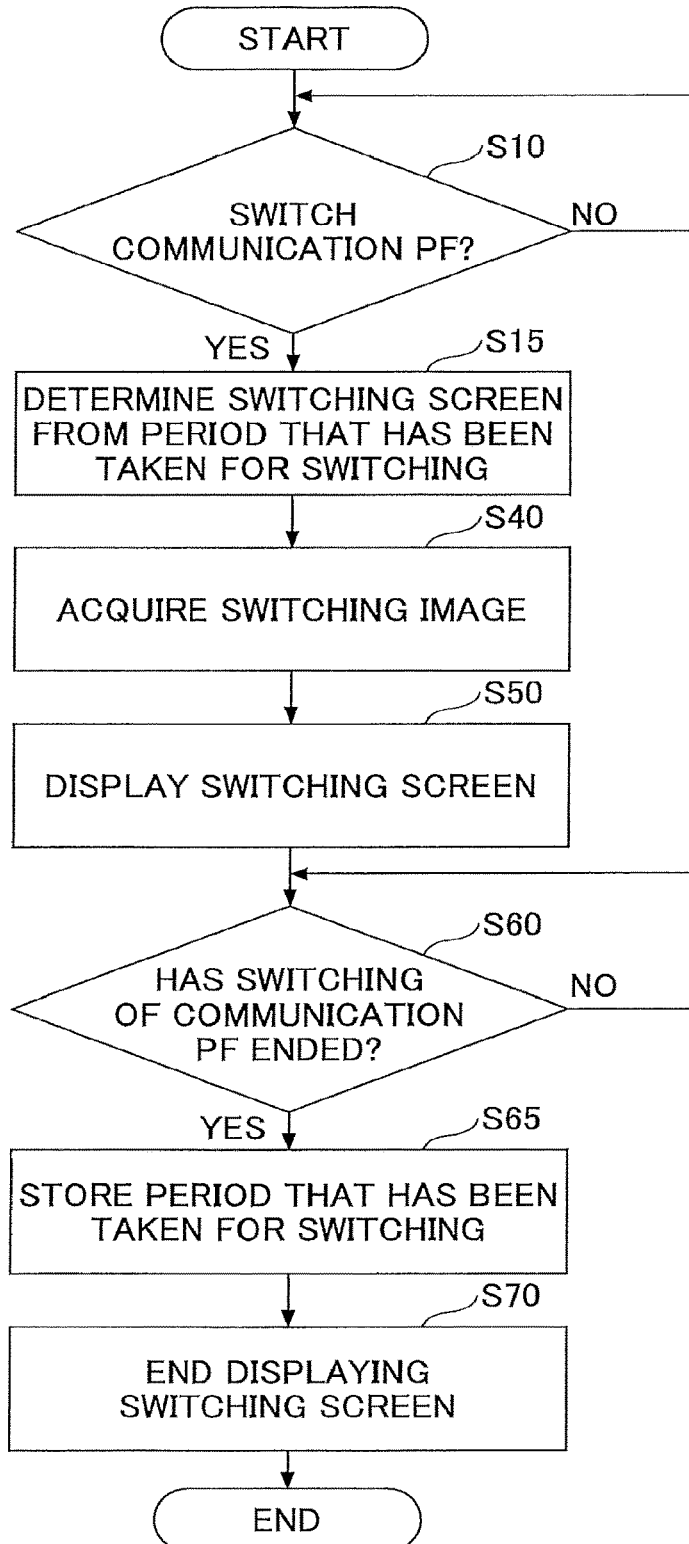 START
S10
SWITCH
COMMUNICATION PF?
NO
YES
S15
DETERMINE SWITCHING SCREEN
FROM PERIOD THAT HAS BEEN
TAKEN FOR SWITCHING
S40
ACQUIRE SWITCHING IMAGE
S50
DISPLAY SWITCHING SCREEN
S60
HAS SWITCHING
OF COMMUNICATION
PF ENDED?
NO
YES
S65
STORE PERIOD THAT HAS BEEN
TAKEN FOR SWITCHING
S70
END DISPLAYING
SWITCHING SCREEN
END